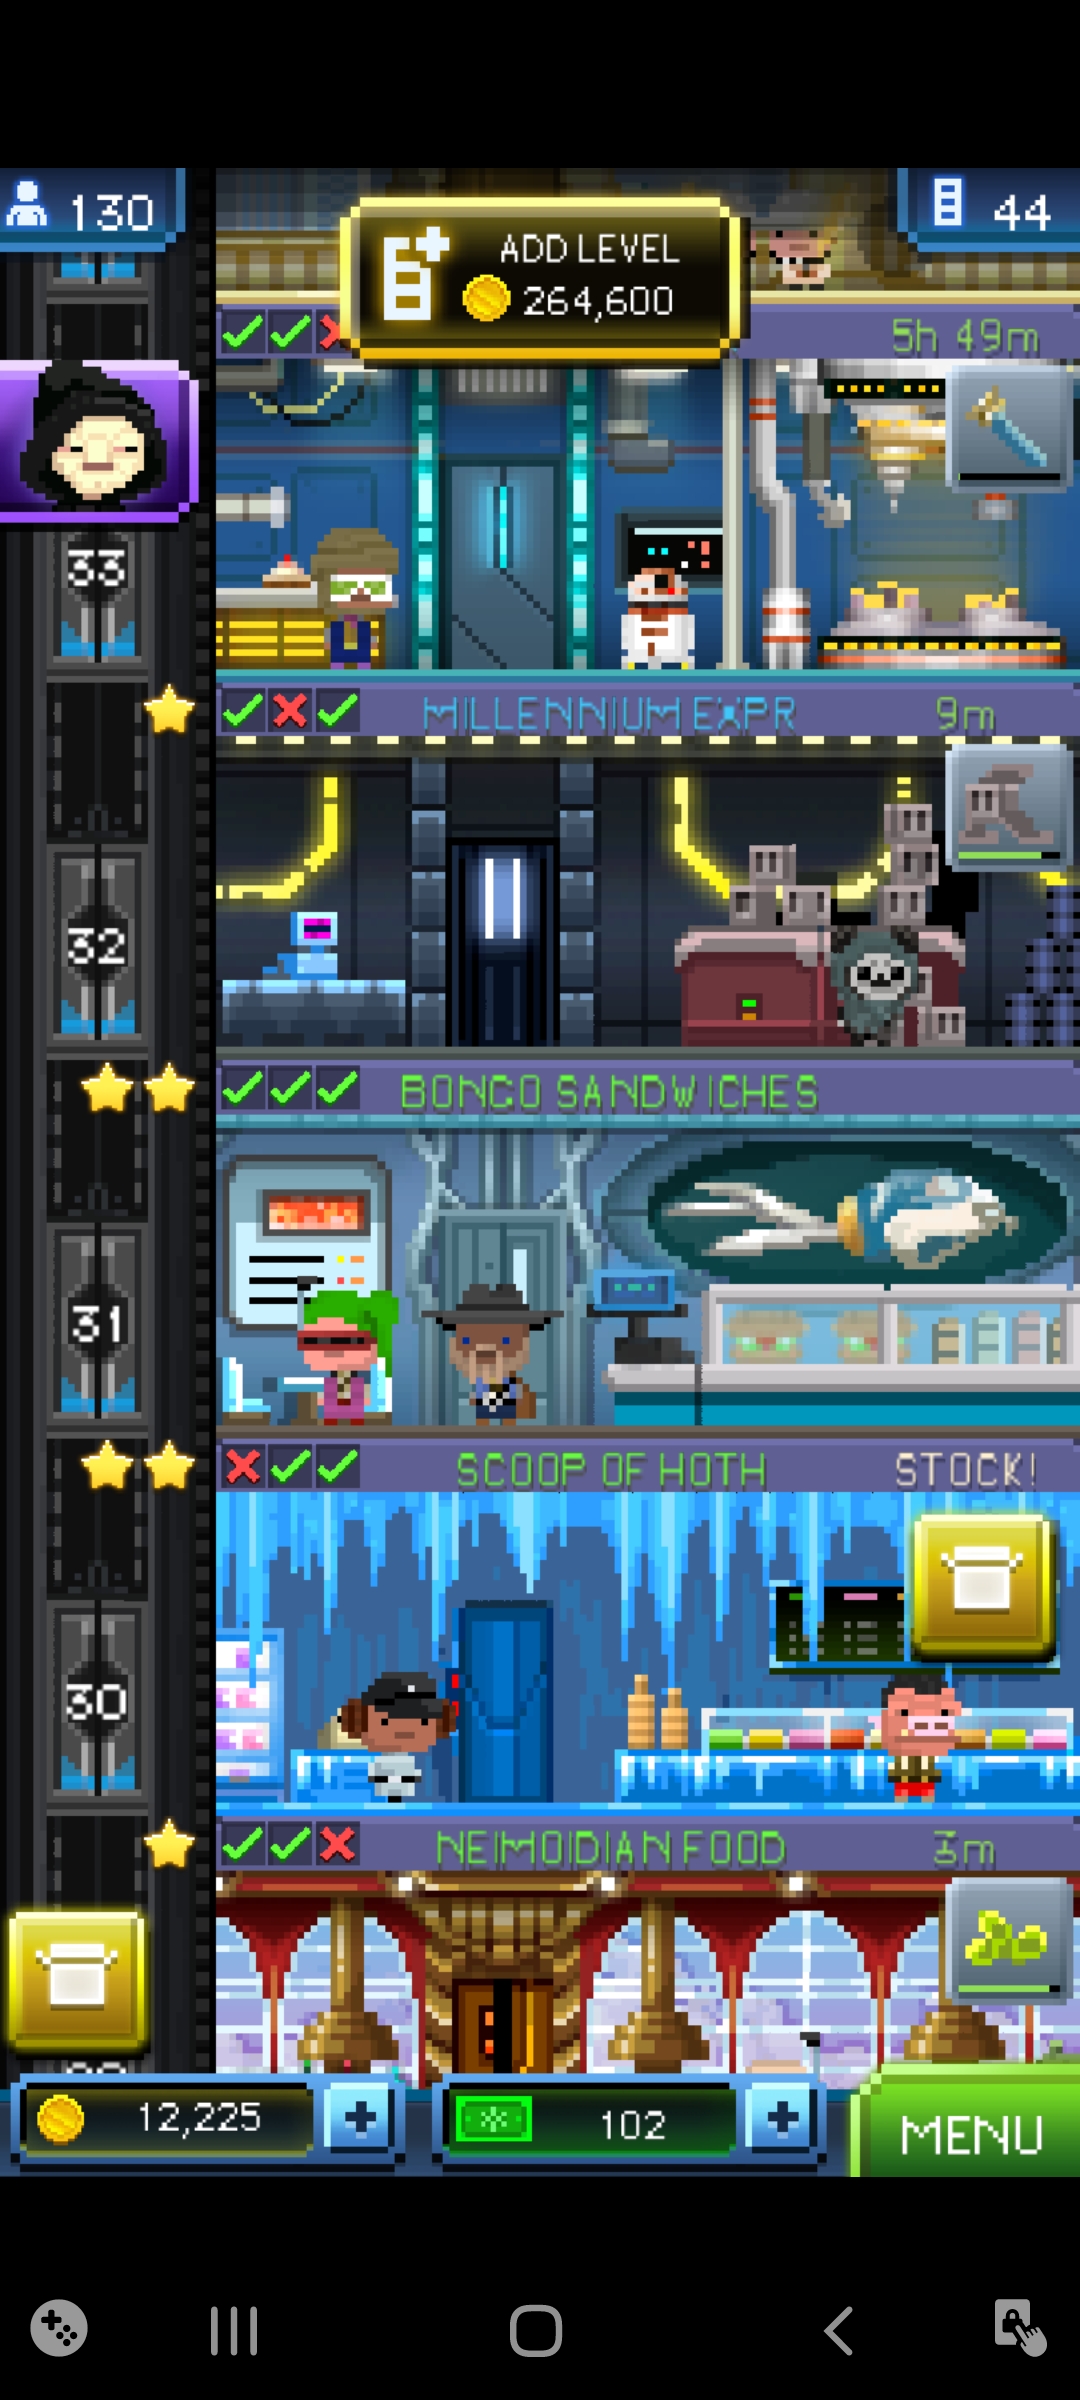 130
44
ADD LEVEL
264,600
5h 49m
33
MILLENNIUM EXPR
9m
32
BONGO SANDWICHES
31
SCOOP OF HOTH
STOCK!
30
NEIMOIDIAN FOOD
3m
12,225
102
MENU